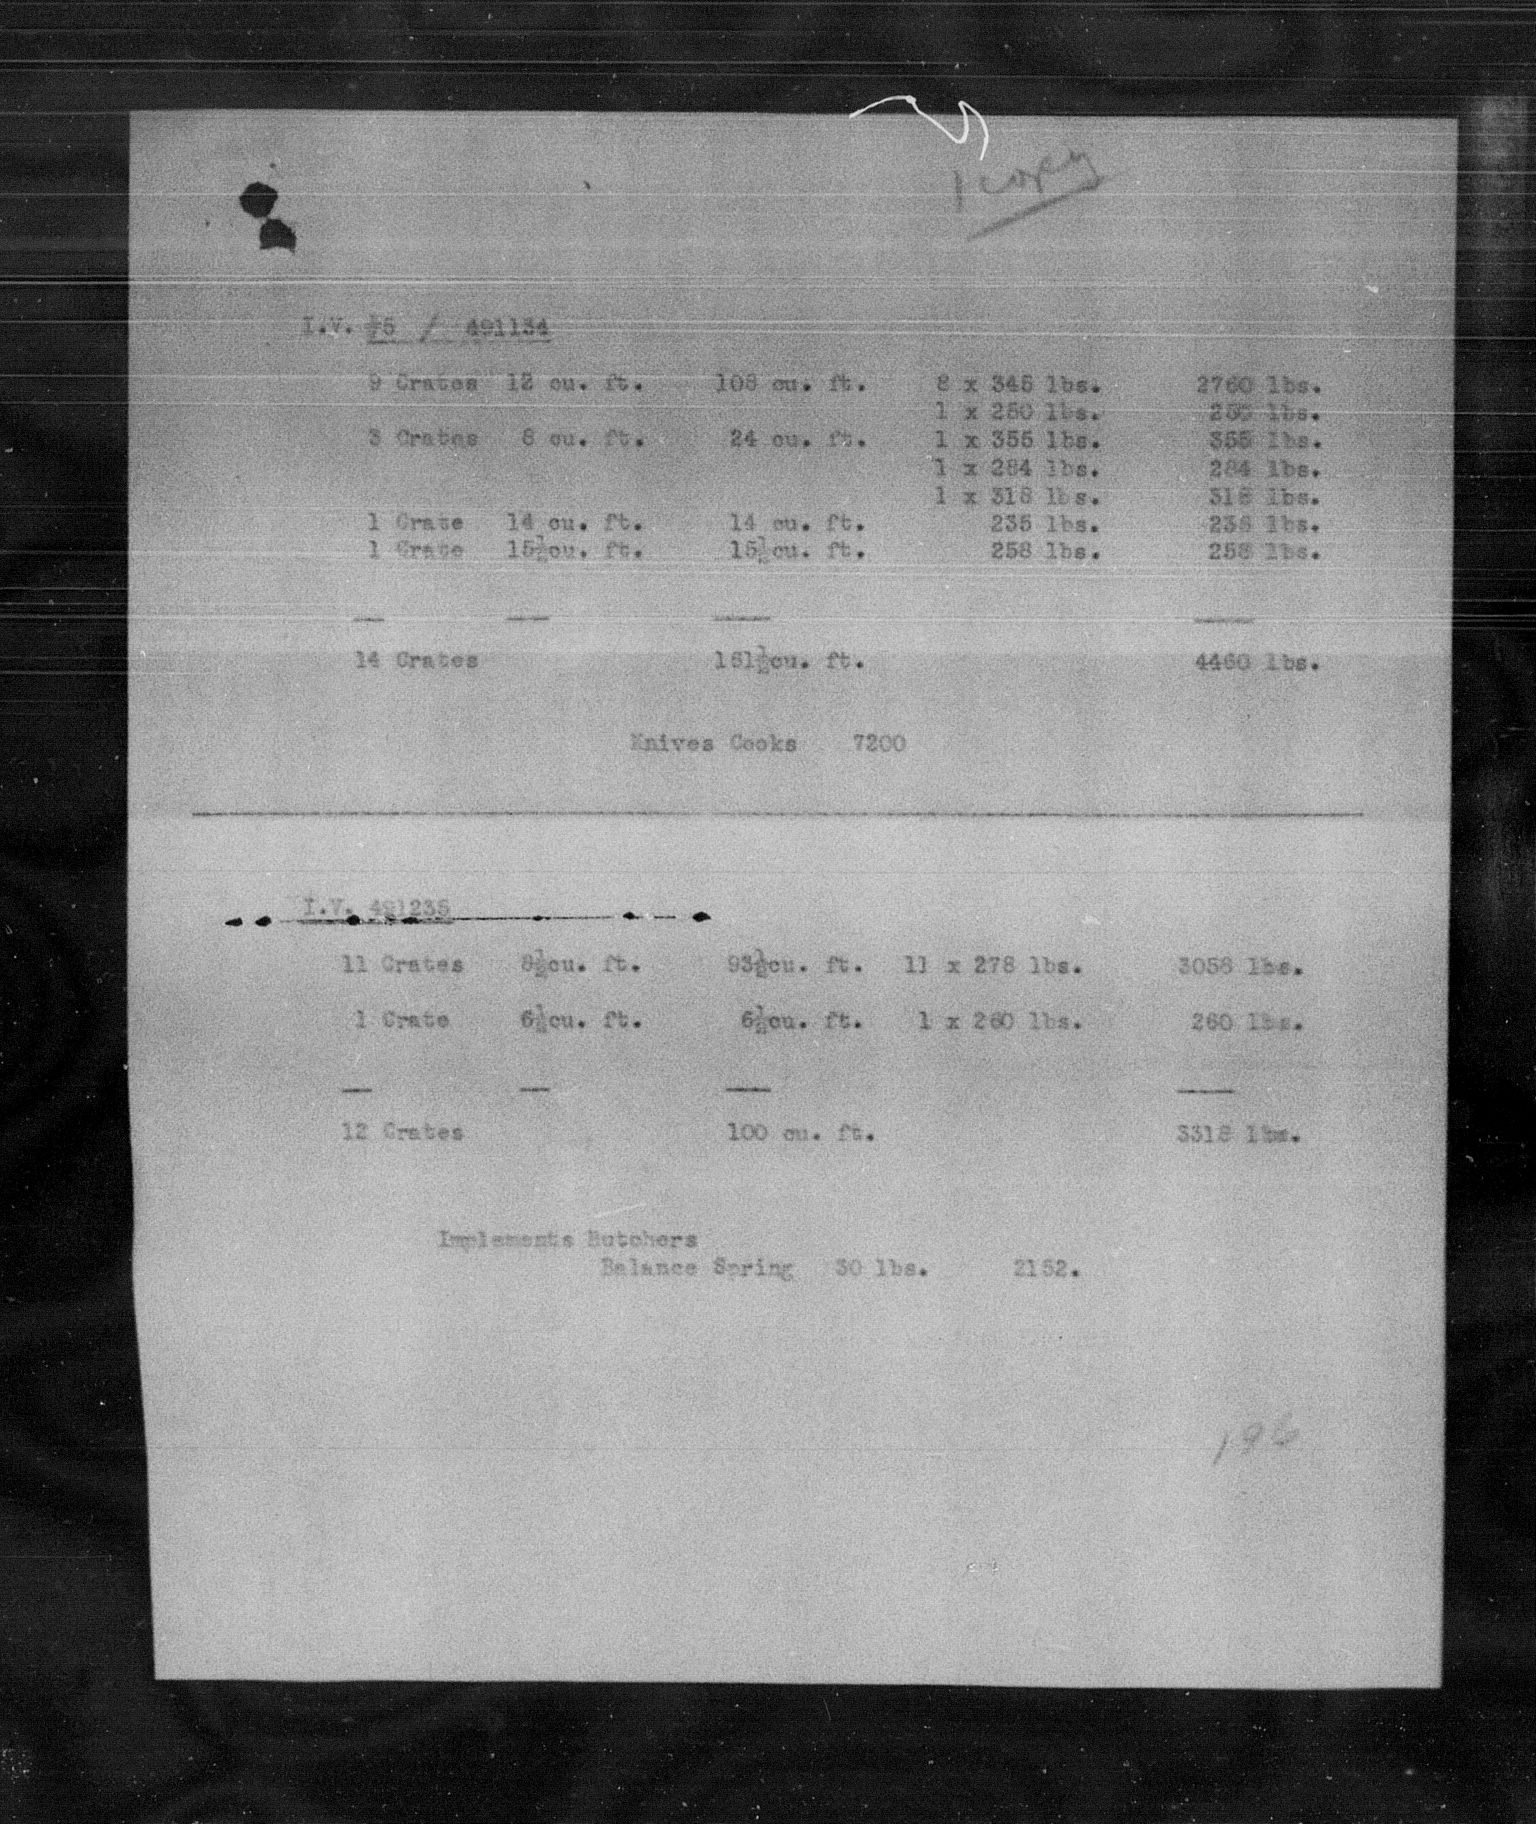 1 copy
I.V. / 491134
9 Crates 12 cu. ft. 108 cu. ft. 8 x 345 lbs. 2760 lbs.
1 x 250 lbs. 250 lbs.
3 Crates 8 cu. ft. 24 cu. ft. 1 x 355 lbs. 355 lbs.
1 x 284 lbs. 284 lbs.
1 x 318 lbs. 318 lbs.
1 Crate 14 cu. ft. 14 cu. ft. 235 lbs. 235 lbs.
1 Crate 15½cu. ft. 15½cu. ft. 258 lbs. 258 lbs.
14 Crates 161½cu. ft. 4460 lbs.
Knives Cooks 7200
I.V. 491235
11 Crates 8½cu. ft. 93½cu. ft. 11 x 278 lbs. 3058 lbs.
1 Crate 6½cu. ft. 6½cu. ft. 1 x 260 lbs. 260 lbs.
12 Crates 100 cu. ft. 3318 lbs.
Implements Butchers
Balance Spring 30 lbs. 2152.
196